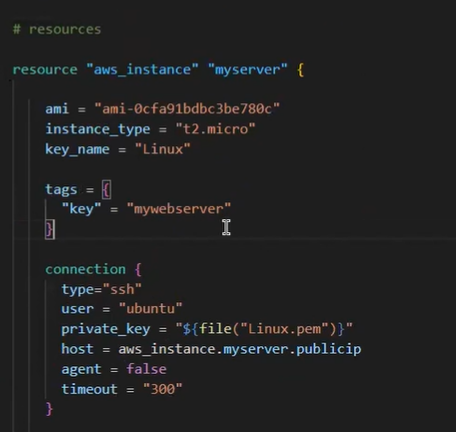 # resources
resource "aws_instance" "myserver" {
ami = "ami-0cfa91bdbc3be780c"
instance_type = "t2.micro"
key_name = "Linux"
tags = {
"key" = "mywebserver"
}
connection {
type="ssh"
user = "ubuntu"
private_key = "${file("Linux.pem")}"
host = aws_instance.myserver.publicip
agent = false
timeout = "300"
}